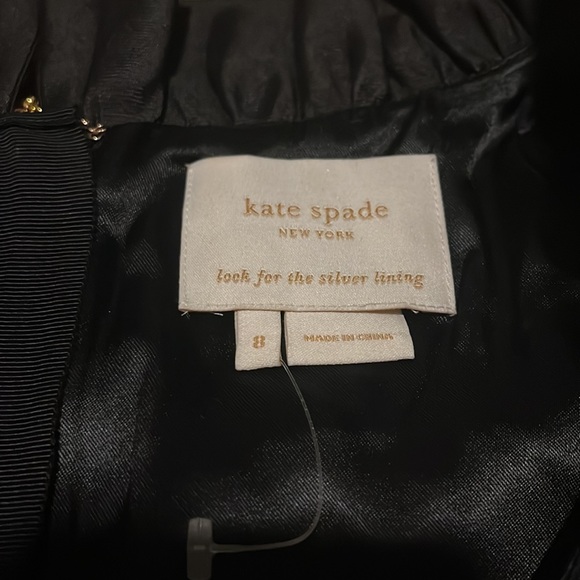 kate spade
NEW YORK
look for the silver lining
8
MADE IN CHINA